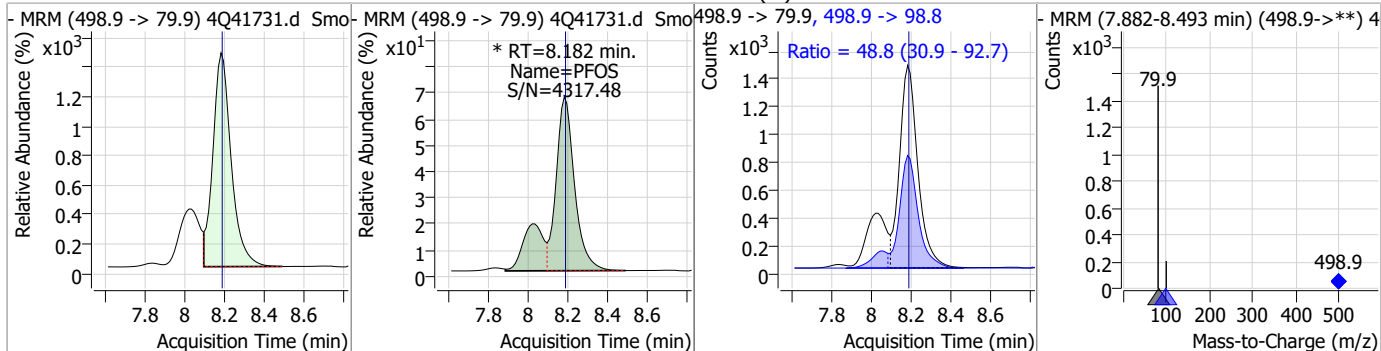 - MRM (498.9 -> 79.9) 4Q41731.d Smo
x10³
Relative Abundance (%)
1.2
1
0.8
0.6
0.4
0.2
0
7.8 8 8.2 8.4 8.6 8.8
Acquisition Time (min)
- MRM (498.9 -> 79.9) 4Q41731.d Smo
x10¹
* RT=8.182 min.
Name=PFOS
S/N=4317.48
Relative Abundance (%)
7
6
5
4
3
2
1
0
7.8 8 8.2 8.4 8.6 8.8
Acquisition Time (min)
498.9 -> 79.9, 498.9 -> 98.8
x10³
Ratio = 48.8 (30.9 - 92.7)
Counts
1.4
1.2
1
0.8
0.6
0.4
0.2
0
7.8 8 8.2 8.4 8.6 8.8
Acquisition Time (min)
- MRM (7.882-8.493 min) (498.9->**) 4
x10³
Counts
79.9
1.4
1.2
1
0.8
0.6
0.4
0.2
0
498.9
100 200 300 400 500
Mass-to-Charge (m/z)